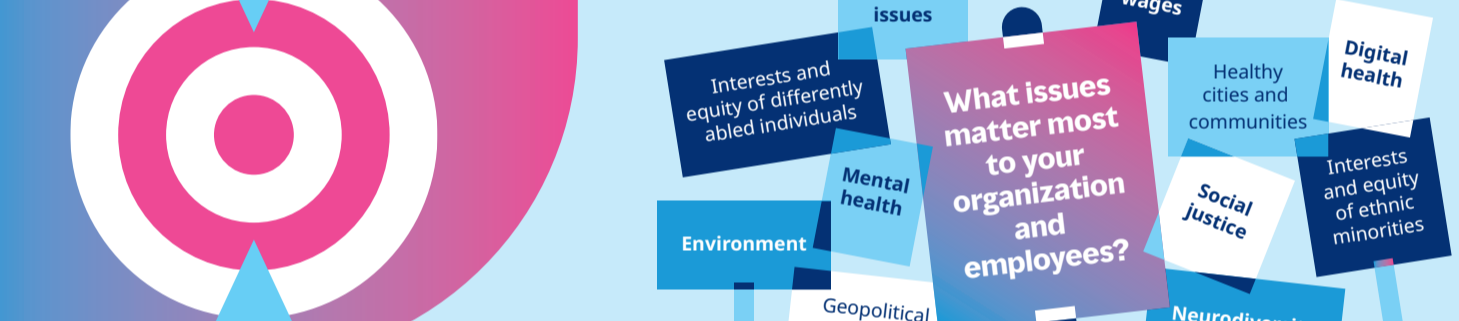 issues
wages
Interests and
equity of differently
abled individuals
What issues
matter most
to your
organization
and
employees?
Healthy
cities and
communities
Digital
health
Mental
health
Social
justice
Interests
and equity
of ethnic
minorities
Environment
Geopolitical